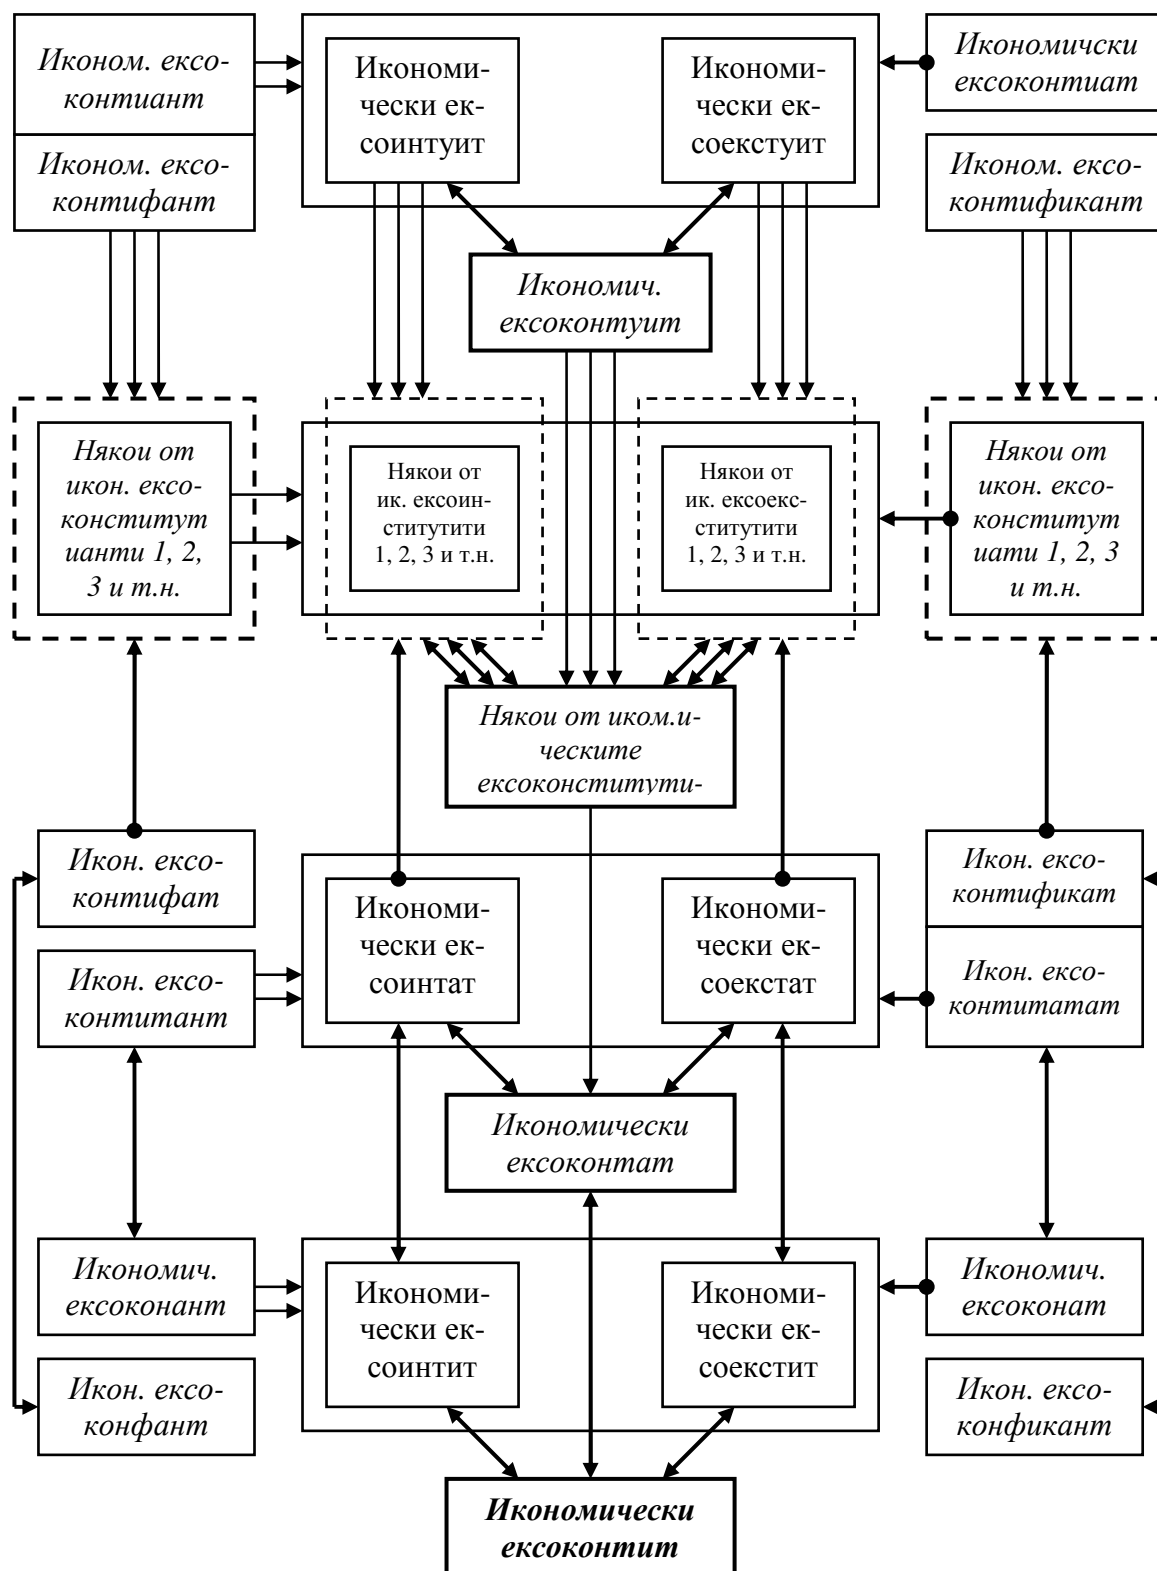 Иконом. ексо-
контиант
Икономи-
чески ек-
соинтуит
Икономи-
чески ек-
соекстуит
Икономичски
ексоконтиат
Иконом. ексо-
контифант
Иконом. ексо-
контификант
Икономич.
ексоконтуит
Някои от
икон. ексо-
конститут
ианти 1, 2,
3 и т.н.
Някои от
ик. ексоин-
ститутити
1, 2, 3 и т.н.
Някои от
ик. ексоекс-
ститутити
1, 2, 3 и т.н.
Някои от
икон. ексо-
конститут
иати 1, 2, 3
и т.н.
Някои от иком.и-
ческите
ексоконститути-
Икон. ексо-
контифат
Икономи-
чески ек-
соинтат
Икономи-
чески ек-
соекстат
Икон. ексо-
контификат
Икон. ексо-
контитант
Икон. ексо-
контитатат
Икономически
ексоконтат
Икономич.
ексоконант
Икономи-
чески ек-
соинтит
Икономи-
чески ек-
соекстит
Икономич.
ексоконат
Икон. ексо-
конфант
Икон. ексо-
конфикант
Икономически
ексоконтит